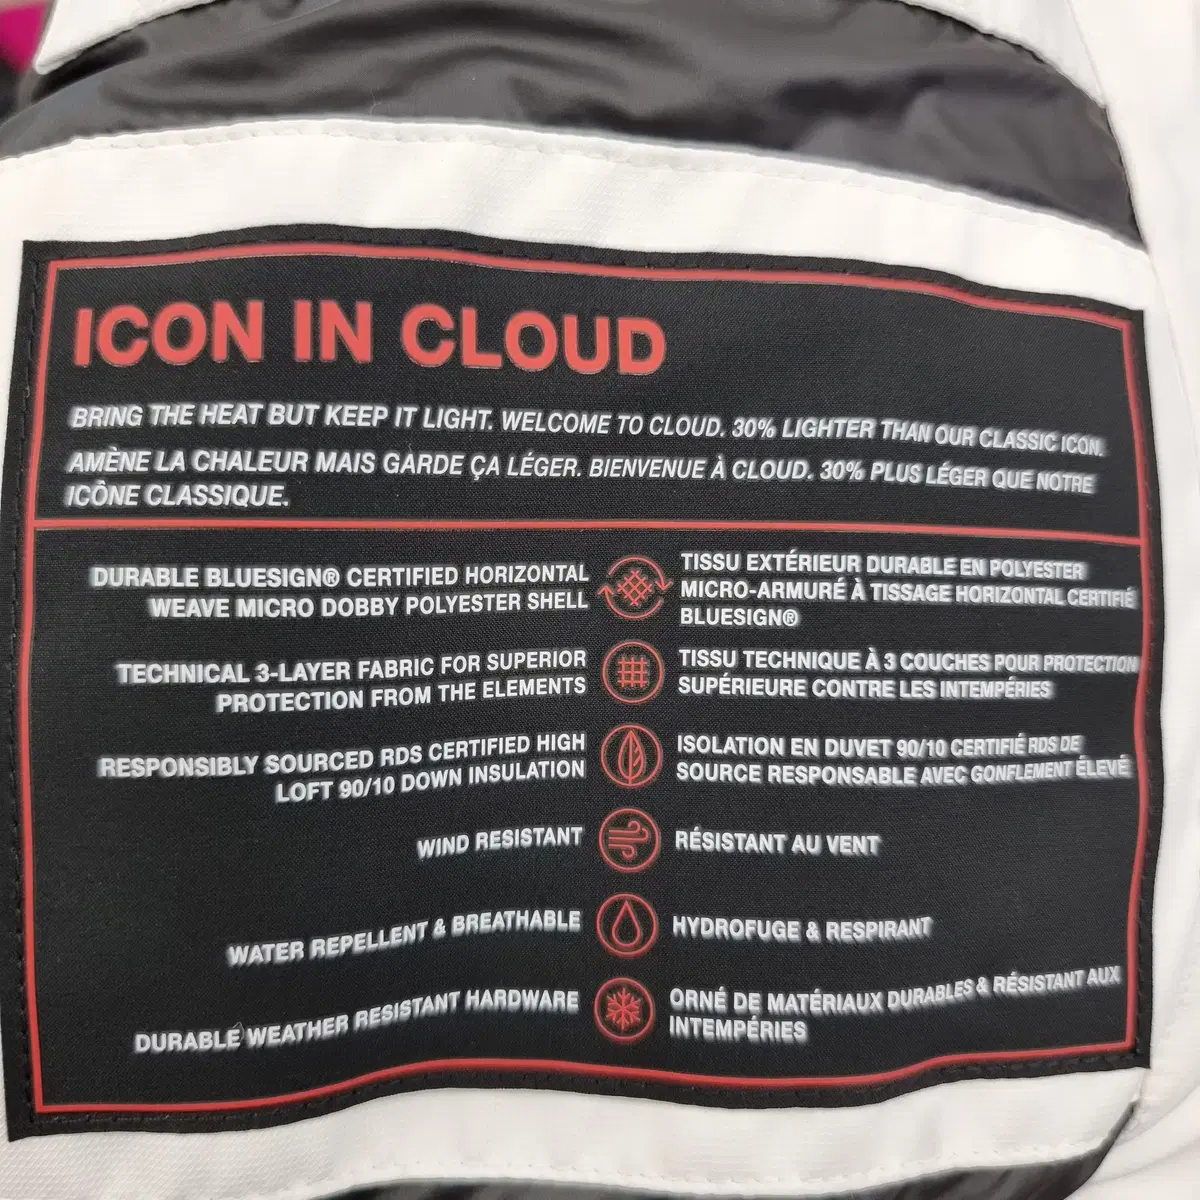 ICON IN CLOUD
BRING THE HEAT BUT KEEP IT LIGHT. WELCOME TO CLOUD. 30% LIGHTER THAN OUR CLASSIC ICON.
AMÈNE LA CHALEUR MAIS GARDE ÇA LÉGER. BIENVENUE À CLOUD. 30% PLUS LÉGER QUE NOTRE
ICÔNE CLASSIQUE.
DURABLE BLUESIGN® CERTIFIED HORIZONTAL
WEAVE MICRO DOBBY POLYESTER SHELL
TISSU EXTÉRIEUR DURABLE EN POLYESTER
MICRO-ARMURÉ À TISSAGE HORIZONTAL CERTIFIÉ
BLUESIGN®
TECHNICAL 3-LAYER FABRIC FOR SUPERIOR
PROTECTION FROM THE ELEMENTS
TISSU TECHNIQUE À 3 COUCHES POUR PROTECTION
SUPÉRIEURE CONTRE LES INTEMPÉRIES
RESPONSIBLY SOURCED RDS CERTIFIED HIGH
LOFT 90/10 DOWN INSULATION
ISOLATION EN DUVET 90/10 CERTIFIÉ RDS DE
SOURCE RESPONSABLE AVEC GONFLEMENT ÉLEVÉ
WIND RESISTANT
RÉSISTANT AU VENT
WATER REPELLENT & BREATHABLE
HYDROFUGE & RESPIRANT
DURABLE WEATHER RESISTANT HARDWARE
ORNÉ DE MATÉRIAUX DURABLES & RÉSISTANT AUX
INTEMPÉRIES